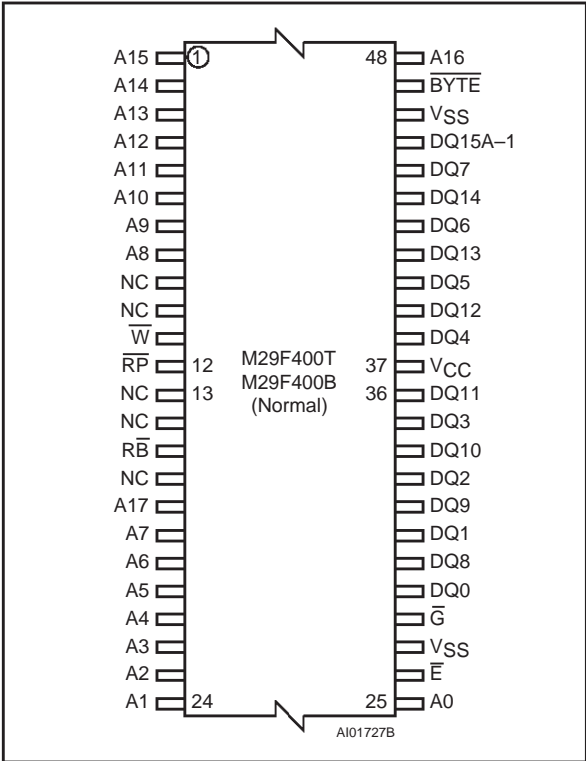 A15 1 48 A16
A14 B̅Y̅T̅E̅
A13 VSS
A12 DQ15A–1
A11 DQ7
A10 DQ14
A9 DQ6
A8 DQ13
NC DQ5
NC DQ12
W̅ DQ4
R̅P̅ 12 M29F400T 37 VCC
NC 13 M29F400B 36 DQ11
(Normal)
NC DQ3
RB̅ DQ10
NC DQ2
A17 DQ9
A7 DQ1
A6 DQ8
A5 DQ0
A4 G̅
A3 VSS
A2 E̅
A1 24 25 A0
AI01727B